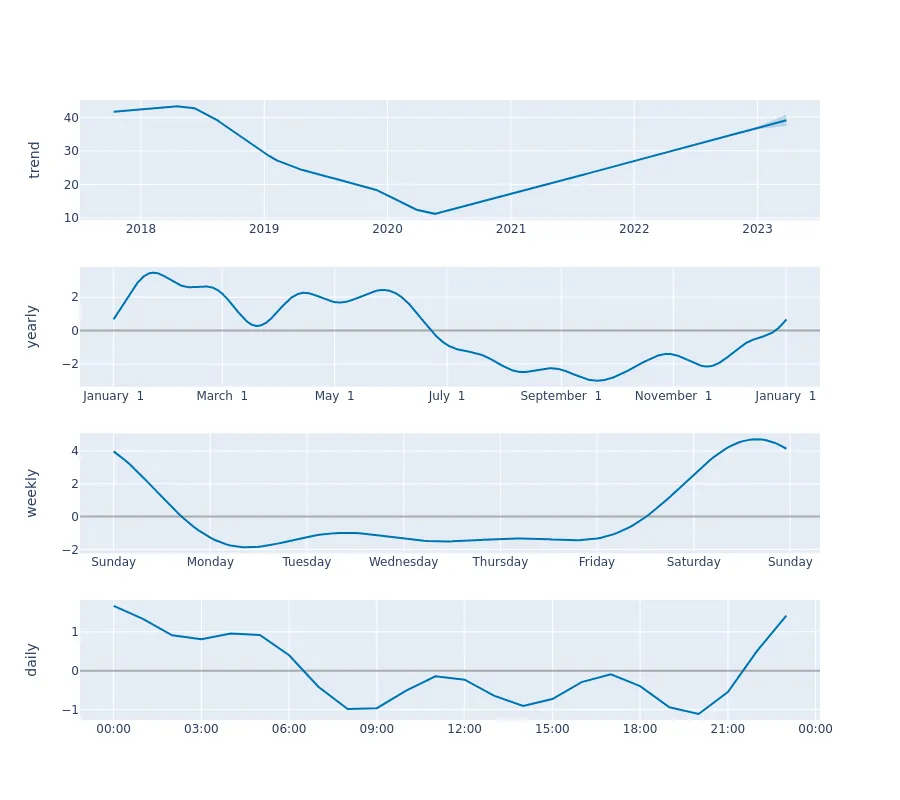 trend
40
30
20
10
2018 2019 2020 2021 2022 2023
yearly
2
0
−2
January 1 March 1 May 1 July 1 September 1 November 1 January 1
weekly
4
2
0
−2
Sunday Monday Tuesday Wednesday Thursday Friday Saturday Sunday
daily
1
0
−1
00:00 03:00 06:00 09:00 12:00 15:00 18:00 21:00 00:00